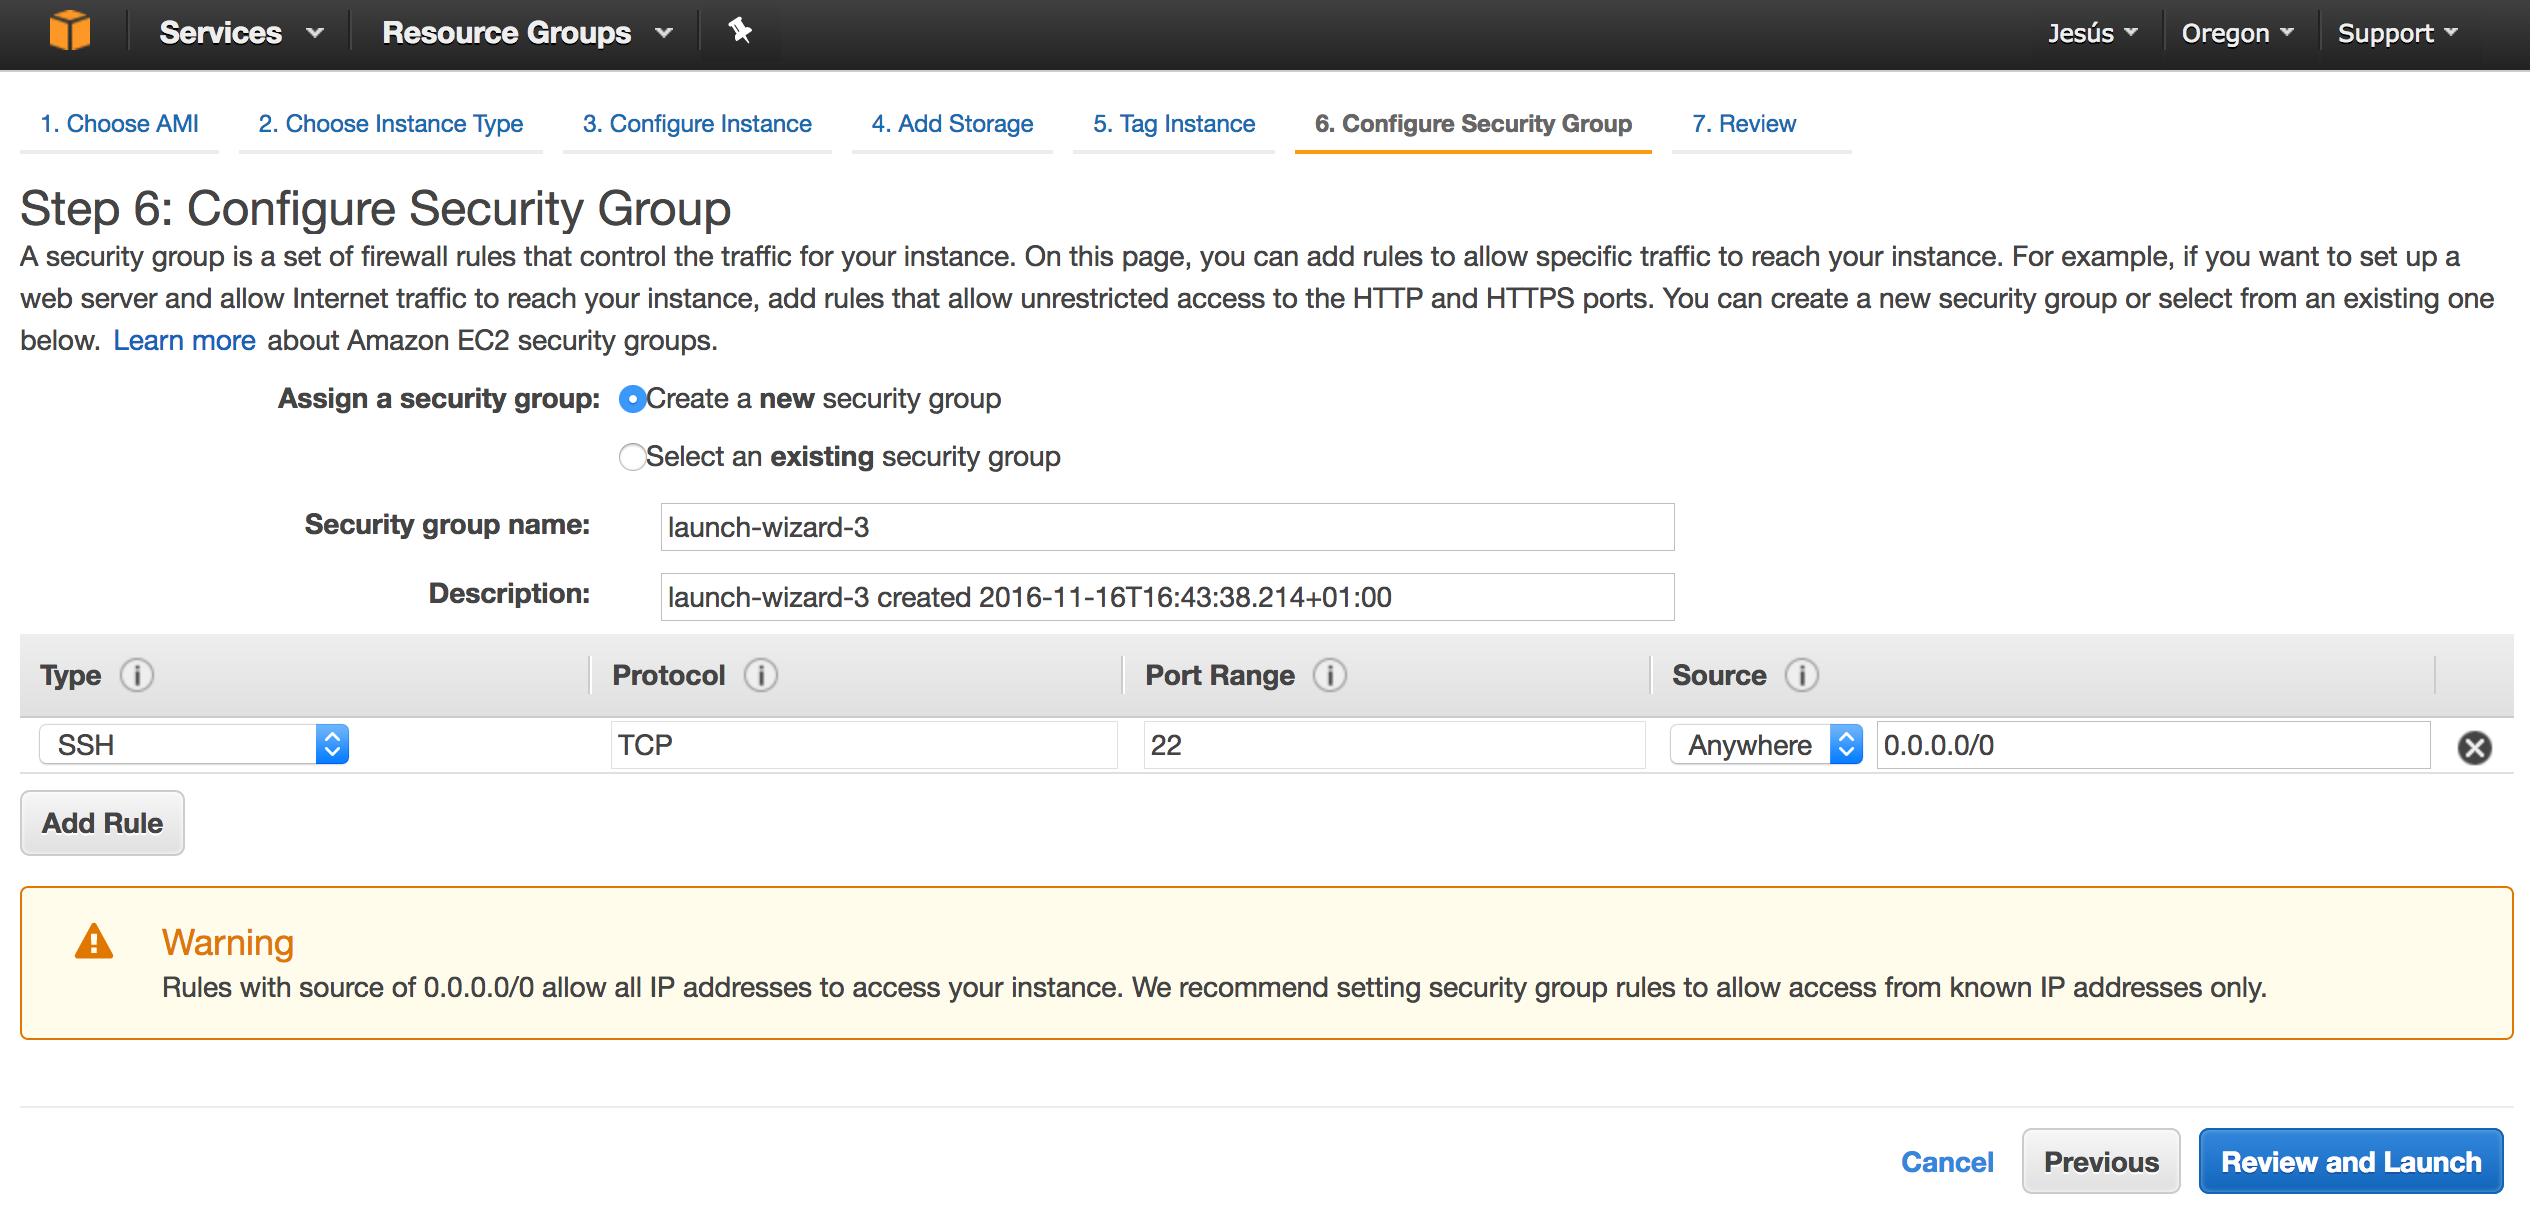 Services Resource Groups Jesús Oregon Support
1. Choose AMI 2. Choose Instance Type 3. Configure Instance 4. Add Storage 5. Tag Instance 6. Configure Security Group 7. Review
Step 6: Configure Security Group
A security group is a set of firewall rules that control the traffic for your instance. On this page, you can add rules to allow specific traffic to reach your instance. For example, if you want to set up a
web server and allow Internet traffic to reach your instance, add rules that allow unrestricted access to the HTTP and HTTPS ports. You can create a new security group or select from an existing one
below. Learn more about Amazon EC2 security groups.
Assign a security group: Create a new security group
Select an existing security group
Security group name: launch-wizard-3
Description: launch-wizard-3 created 2016-11-16T16:43:38.214+01:00
Type i Protocol i Port Range i Source i
SSH TCP 22 Anywhere 0.0.0.0/0
Add Rule
Warning
Rules with source of 0.0.0.0/0 allow all IP addresses to access your instance. We recommend setting security group rules to allow access from known IP addresses only.
Cancel Previous Review and Launch